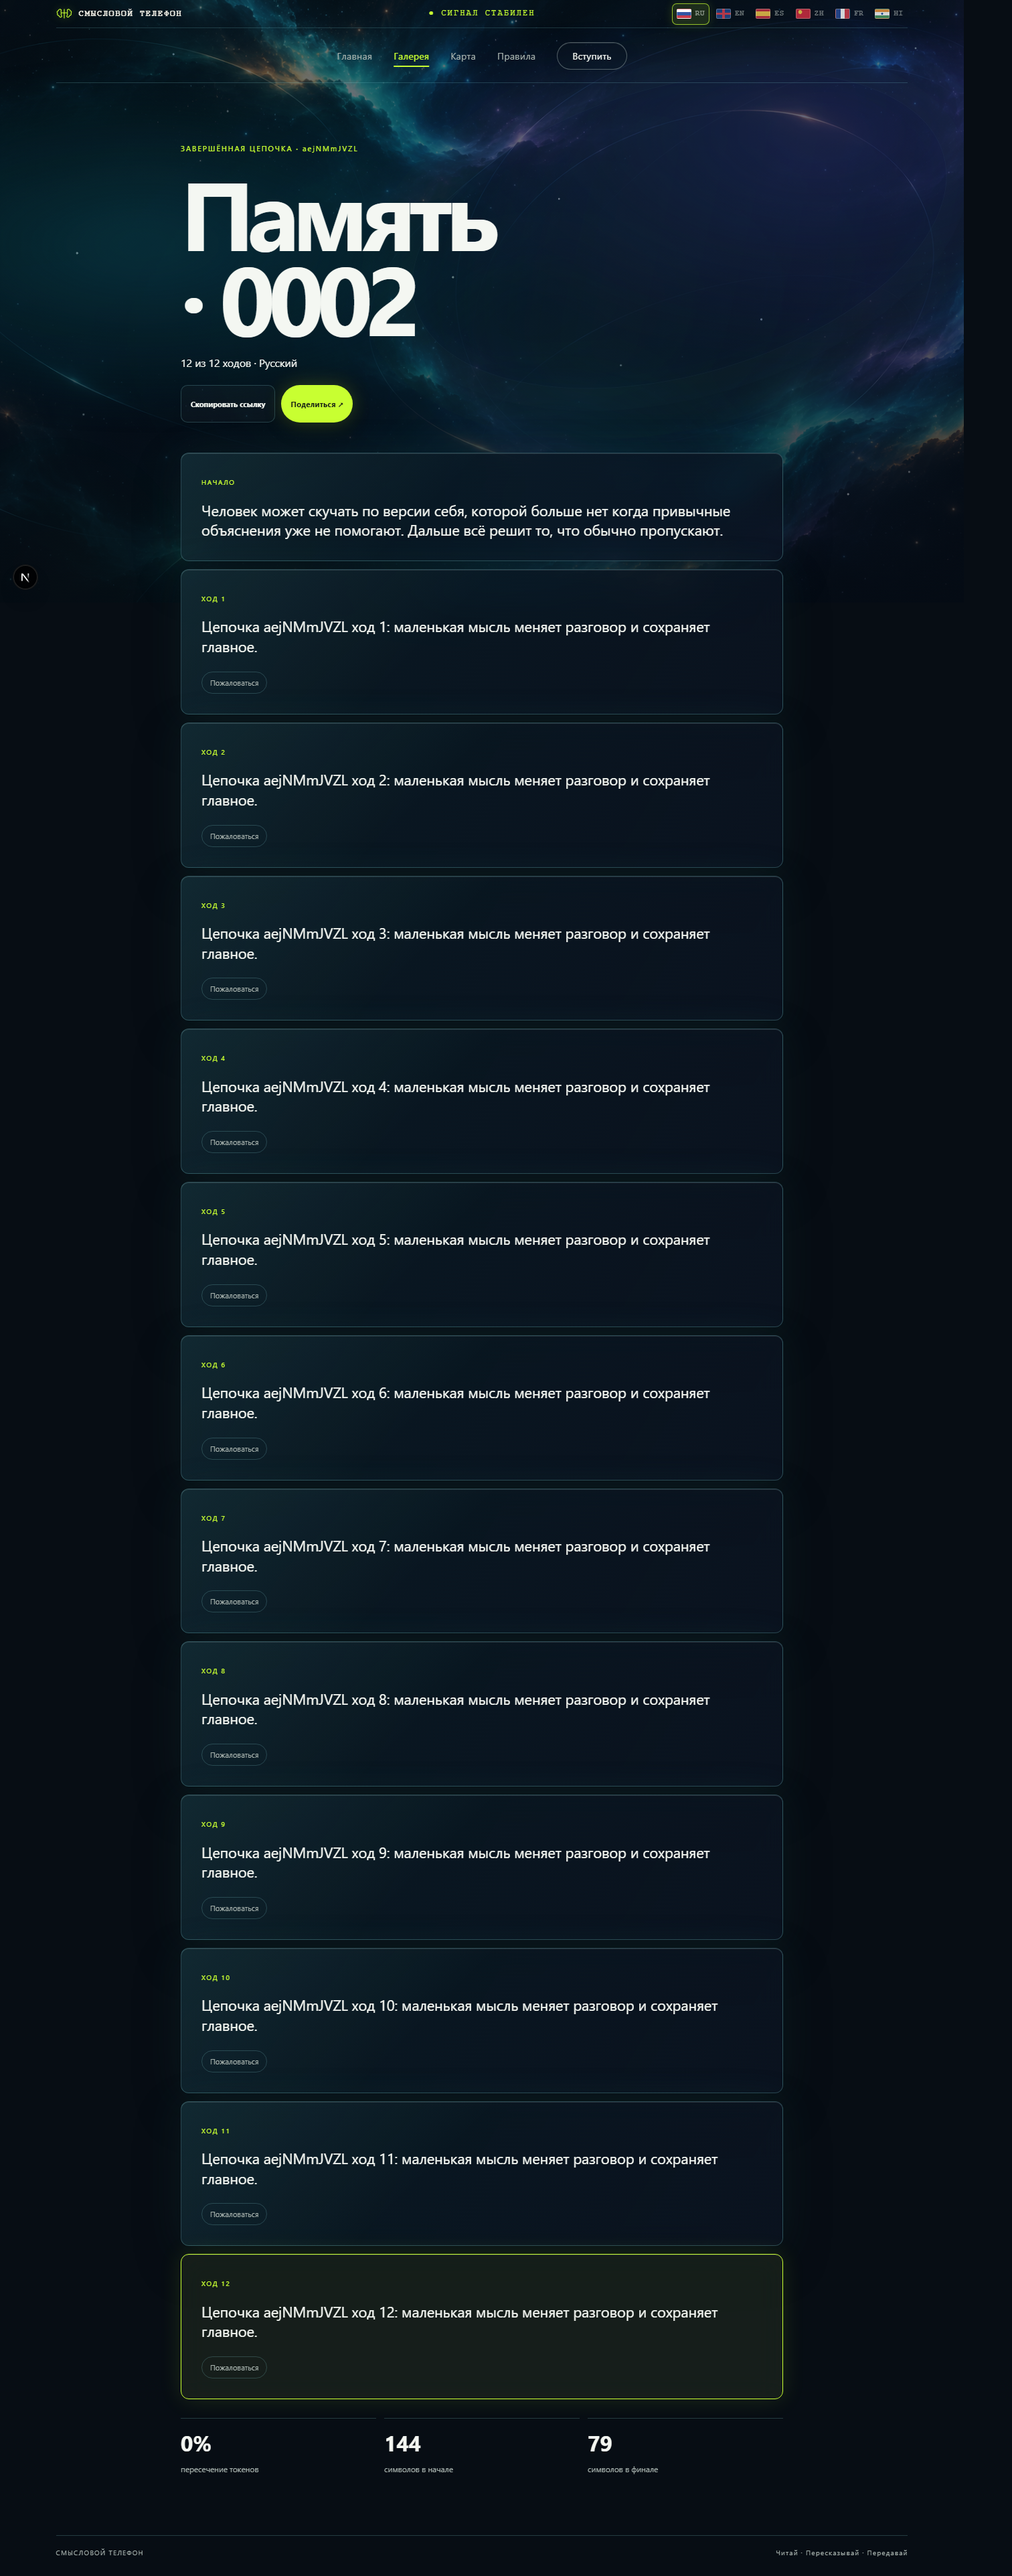 СМЫСЛОВОЙ ТЕЛЕФОН
СИГНАЛ СТАБИЛЕН
RU EN ES ZH FR HI
Главная Галерея Карта Правила Вступить
ЗАВЕРШЁННАЯ ЦЕПОЧКА · aejNMmJVZL
Память
· 0002
12 из 12 ходов · Русский
Скопировать ссылку Поделиться ↗
НАЧАЛО
Человек может скучать по версии себя, которой больше нет когда привычные
объяснения уже не помогают. Дальше всё решит то, что обычно пропускают.
N
ХОД 1
Цепочка aejNMmJVZL ход 1: маленькая мысль меняет разговор и сохраняет
главное.
Пожаловаться
ХОД 2
Цепочка aejNMmJVZL ход 2: маленькая мысль меняет разговор и сохраняет
главное.
Пожаловаться
ХОД 3
Цепочка aejNMmJVZL ход 3: маленькая мысль меняет разговор и сохраняет
главное.
Пожаловаться
ХОД 4
Цепочка aejNMmJVZL ход 4: маленькая мысль меняет разговор и сохраняет
главное.
Пожаловаться
ХОД 5
Цепочка aejNMmJVZL ход 5: маленькая мысль меняет разговор и сохраняет
главное.
Пожаловаться
ХОД 6
Цепочка aejNMmJVZL ход 6: маленькая мысль меняет разговор и сохраняет
главное.
Пожаловаться
ХОД 7
Цепочка aejNMmJVZL ход 7: маленькая мысль меняет разговор и сохраняет
главное.
Пожаловаться
ХОД 8
Цепочка aejNMmJVZL ход 8: маленькая мысль меняет разговор и сохраняет
главное.
Пожаловаться
ХОД 9
Цепочка aejNMmJVZL ход 9: маленькая мысль меняет разговор и сохраняет
главное.
Пожаловаться
ХОД 10
Цепочка aejNMmJVZL ход 10: маленькая мысль меняет разговор и сохраняет
главное.
Пожаловаться
ХОД 11
Цепочка aejNMmJVZL ход 11: маленькая мысль меняет разговор и сохраняет
главное.
Пожаловаться
ХОД 12
Цепочка aejNMmJVZL ход 12: маленькая мысль меняет разговор и сохраняет
главное.
Пожаловаться
0% 144 79
пересечение токенов символов в начале символов в финале
СМЫСЛОВОЙ ТЕЛЕФОН Читай · Пересказывай · Передавай